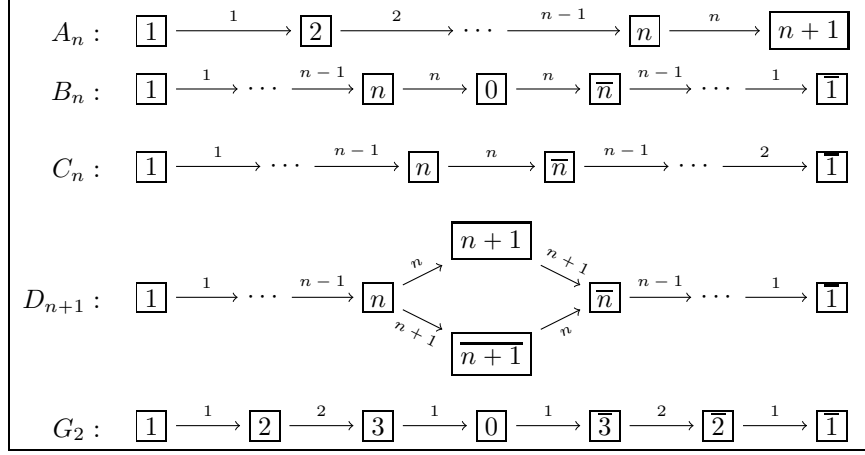 A_n : 1 1 2 2 ⋯ n − 1 n n n + 1
B_n : 1 1 ⋯ n − 1 n n 0 n n̅ n − 1 ⋯ 1 1̅
C_n : 1 1 ⋯ n − 1 n n n̅ n − 1 ⋯ 2 1̅
n + 1
n n + 1
D_{n+1} : 1 1 ⋯ n − 1 n n̅ n − 1 ⋯ 1 1̅
n + 1 n
\overline{n + 1}
G_2 : 1 1 2 2 3 1 0 1 3̅ 2 2̅ 1 1̅